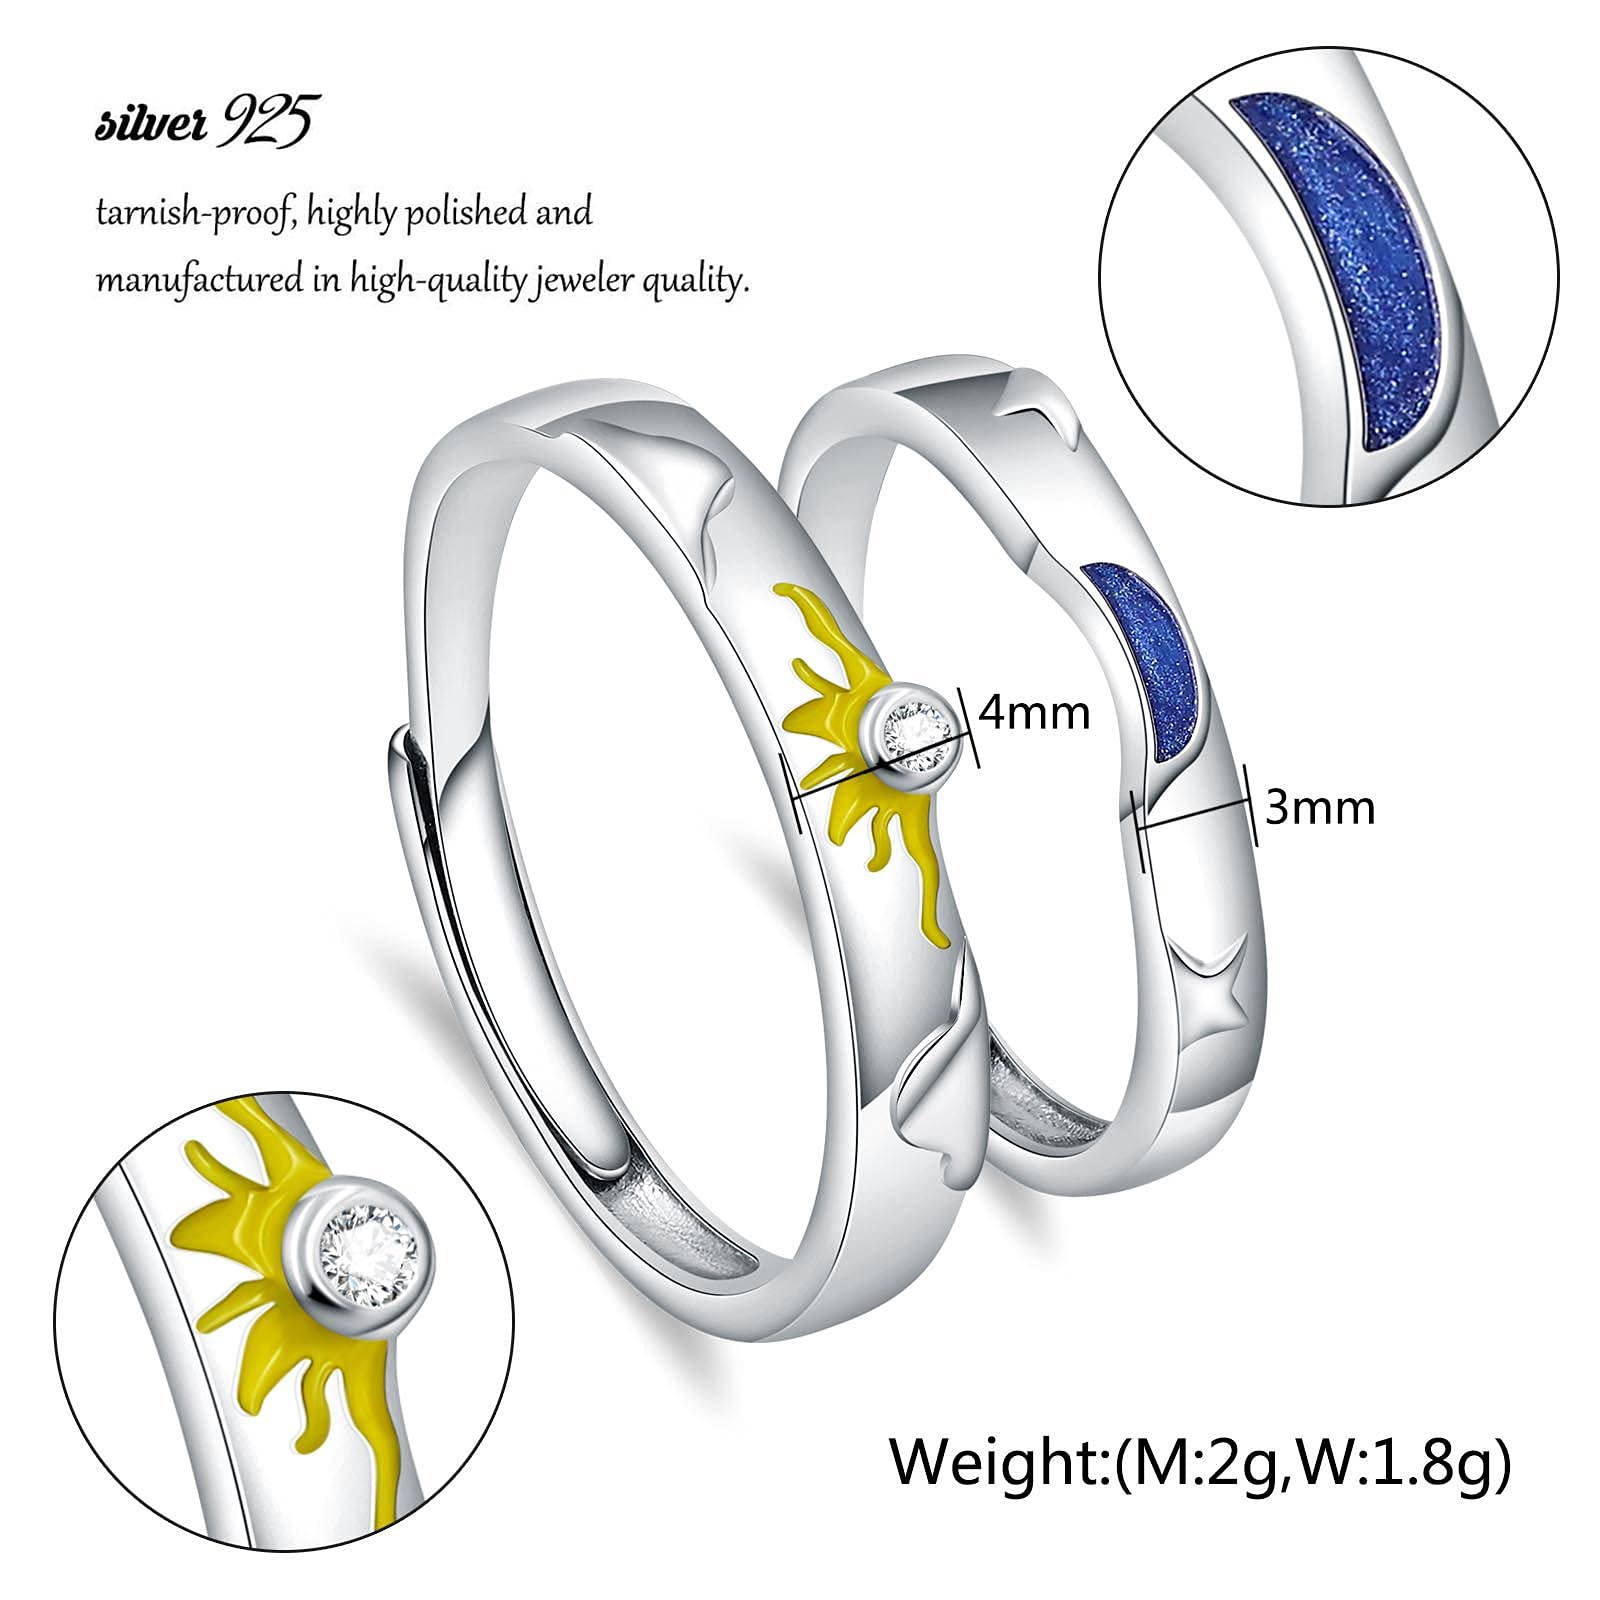 silver 925
tarnish-proof, highly polished and
manufactured in high-quality jeweler quality.
4mm
3mm
Weight:(M:2g,W:1.8g)